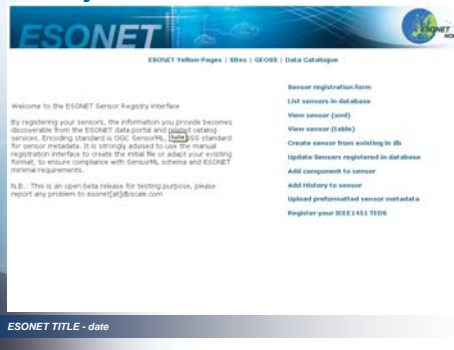 ESONET
ESONET
ESONET Yellow Pages | Sites | GEOSS | Data Catalogue
Welcome to the ESONET Sensor Registry interface
By registering your sensors, the information you provide becomes
discoverable from the ESONET data portal and related catalog
services. Encoding standard is OGC SensorML, standard
for sensor metadata. It is strongly advised to use the manual
registration interface to create the initial file or adapt your existing
format, to ensure compliance with SensorML schema and ESONET
minimal requirements.
N.B.: This is an open beta release for testing purpose, please
report any problem to esonet[at]dbscale.com
Sensor registration form
List sensors in database
View sensor (xml)
View sensor (table)
Create sensor from existing in db
Update Sensors registered in database
Add component to sensor
Add History to sensor
Upload preformatted sensor metadata
Register your IEEE1451 TEDS
ESONET TITLE - date